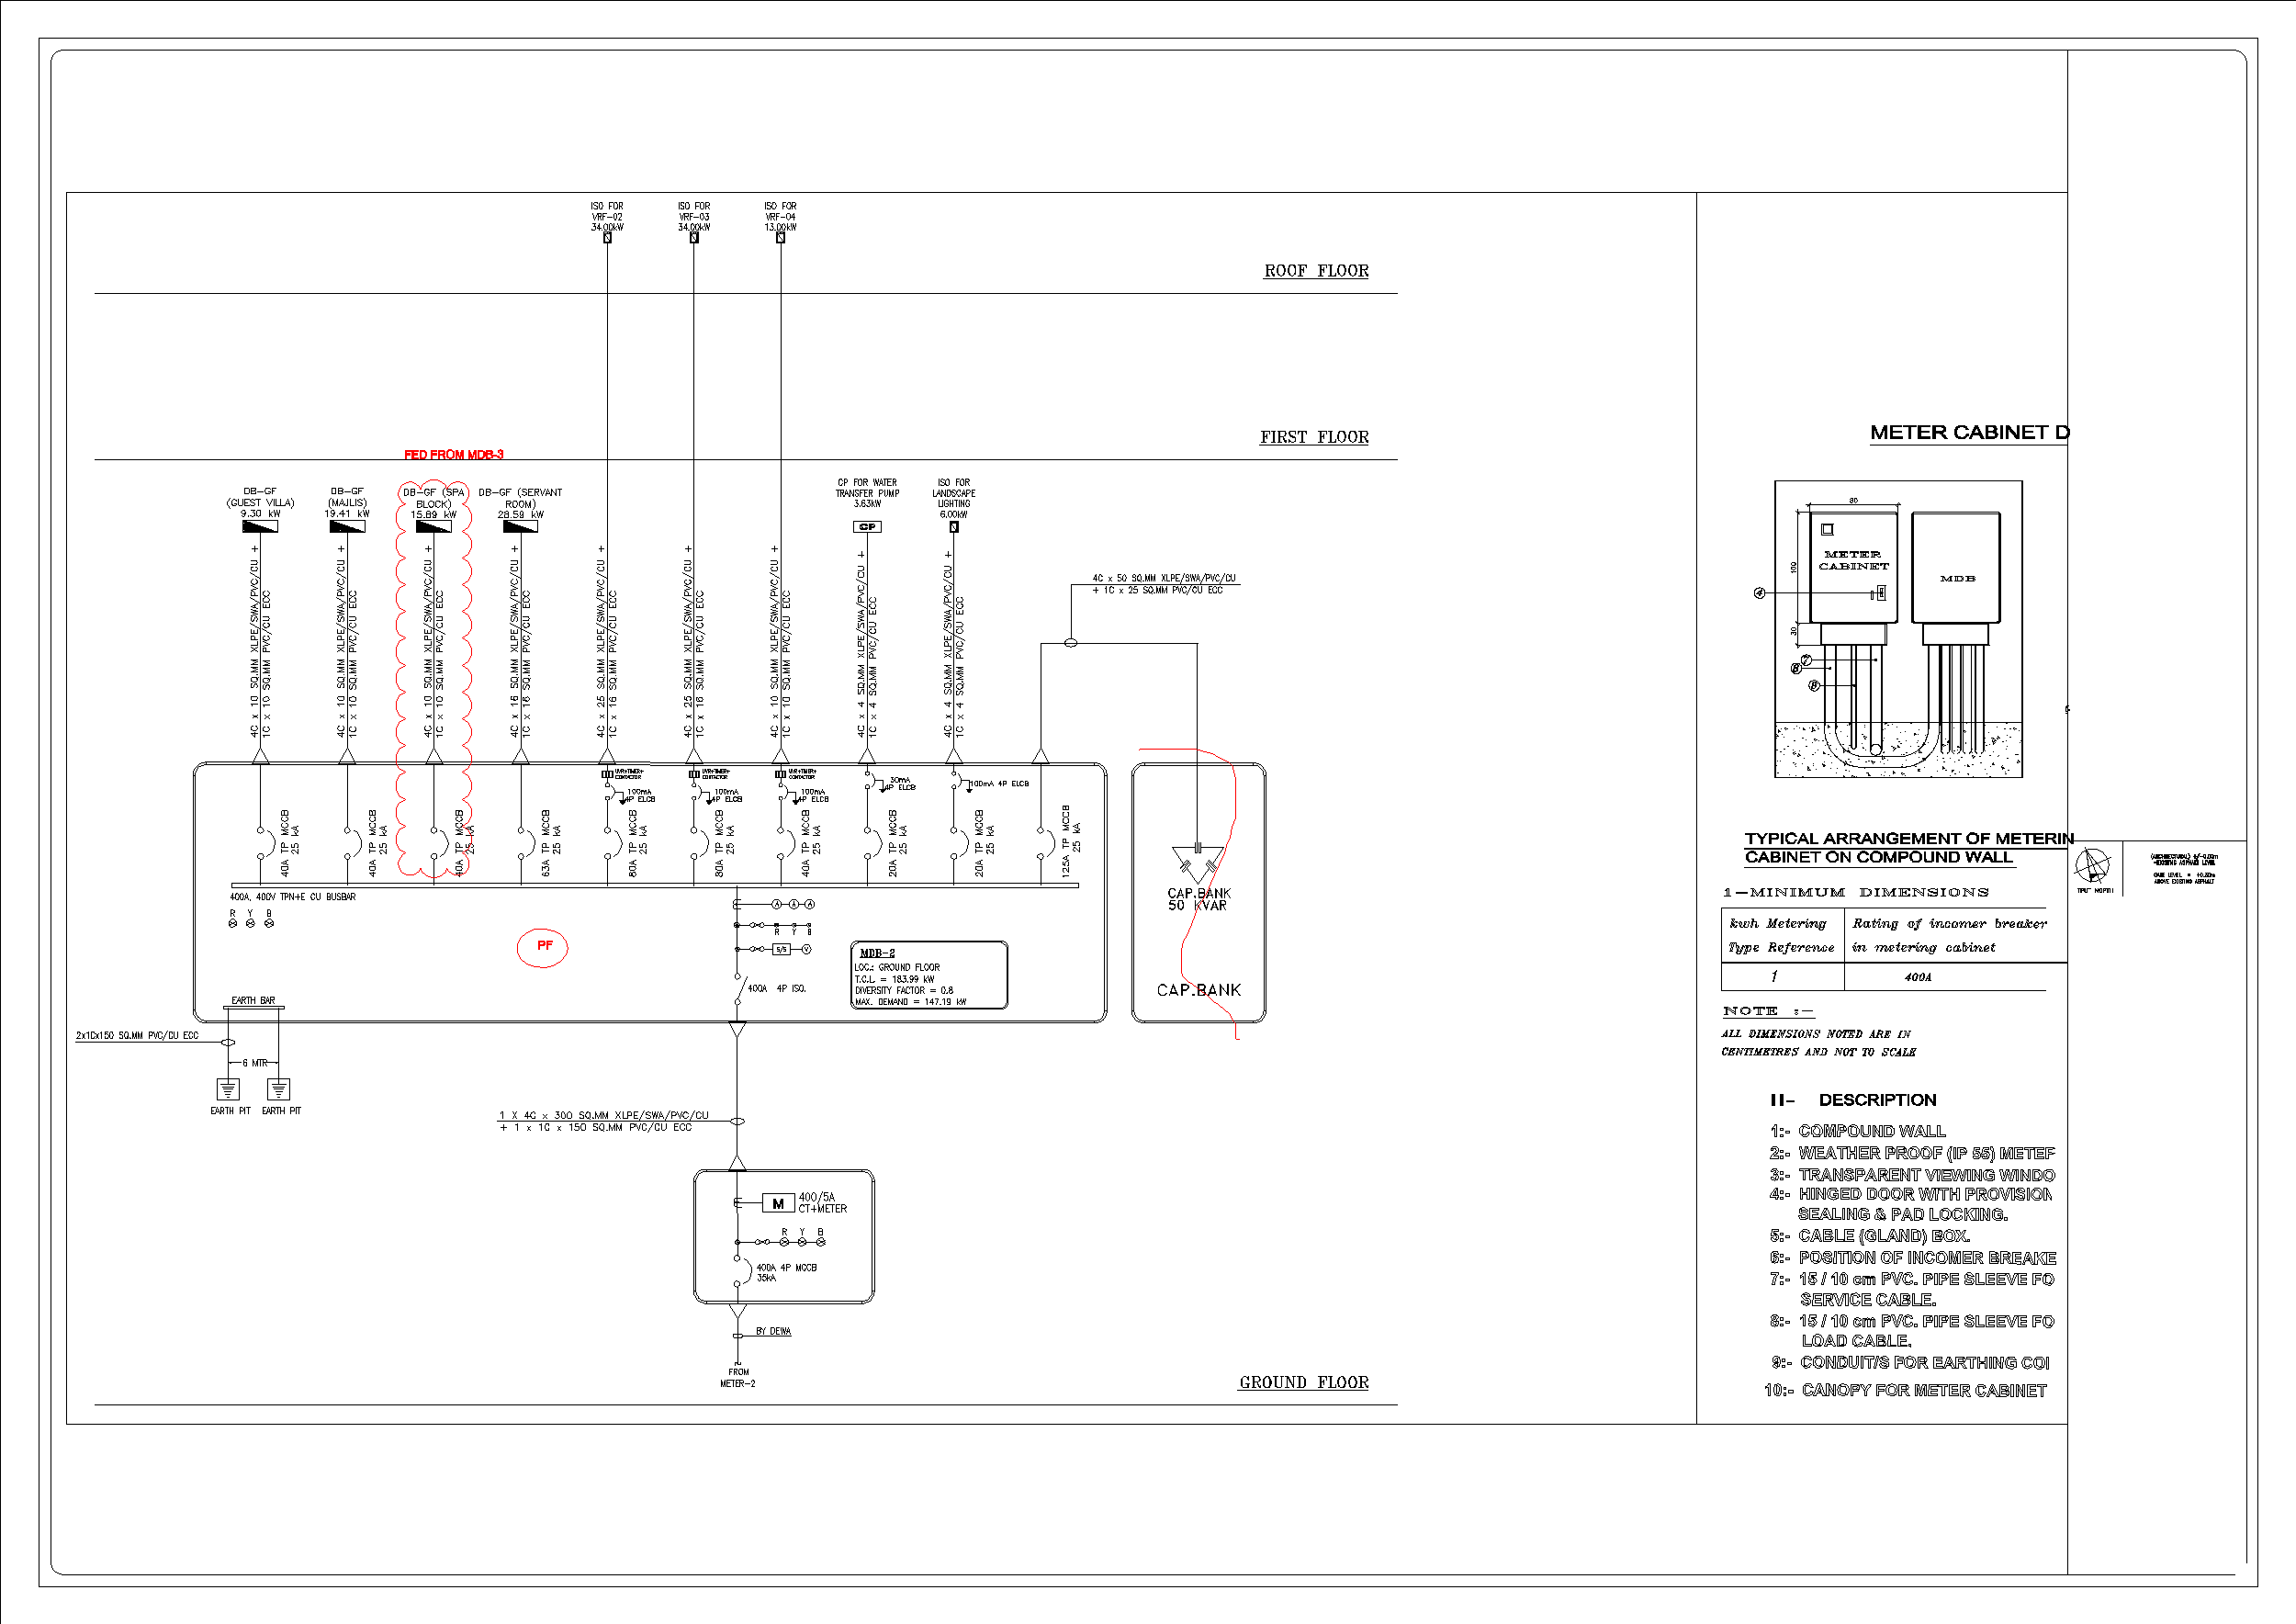 ISO FOR
VRF-02
34.00kW
ISO FOR
VRF-03
34.00kW
ISO FOR
VRF-04
13.00kW
ROOF FLOOR
FIRST FLOOR
FED FROM MDB-3
DB-GF
(GUEST VILLA)
9.30 kW
DB-GF
(MAJLIS)
19.41 kW
DB-GF (SPA
BLOCK)
15.89 kW
DB-GF (SERVANT
ROOM)
28.59 kW
CP FOR WATER
TRANSFER PUMP
3.63kW
CP
ISO FOR
LANDSCAPE
LIGHTING
6.00kW
4C x 10 SQ.MM XLPE/SWA/PVC/CU +
1C x 10 SQ.MM PVC/CU ECC
4C x 10 SQ.MM XLPE/SWA/PVC/CU +
1C x 10 SQ.MM PVC/CU ECC
4C x 10 SQ.MM XLPE/SWA/PVC/CU +
1C x 10 SQ.MM PVC/CU ECC
4C x 16 SQ.MM XLPE/SWA/PVC/CU +
1C x 16 SQ.MM PVC/CU ECC
4C x 25 SQ.MM XLPE/SWA/PVC/CU +
1C x 16 SQ.MM PVC/CU ECC
4C x 25 SQ.MM XLPE/SWA/PVC/CU +
1C x 16 SQ.MM PVC/CU ECC
4C x 10 SQ.MM XLPE/SWA/PVC/CU +
1C x 10 SQ.MM PVC/CU ECC
4C x 4 SQ.MM XLPE/SWA/PVC/CU +
1C x 4 SQ.MM PVC/CU ECC
4C x 4 SQ.MM XLPE/SWA/PVC/CU +
1C x 4 SQ.MM PVC/CU ECC
4C x 50 SQ.MM XLPE/SWA/PVC/CU
+ 1C x 25 SQ.MM PVC/CU ECC
UVR+TIMER+
CONTACTOR
100mA
4P ELCB
UVR+TIMER+
CONTACTOR
100mA
4P ELCB
UVR+TIMER+
CONTACTOR
100mA
4P ELCB
30mA
4P ELCB
100mA 4P ELCB
40A TP MCCB
25 kA
40A TP MCCB
25 kA
40A TP MCCB
25 kA
63A TP MCCB
25 kA
80A TP MCCB
25 kA
80A TP MCCB
25 kA
40A TP MCCB
25 kA
20A TP MCCB
25 kA
20A TP MCCB
25 kA
125A TP MCCB
25 kA
400A, 400V TPN+E CU BUSBAR
R Y B
A A A
R Y B
S/S V
PF
400A 4P ISO.
MDB-2
LOC.: GROUND FLOOR
T.C.L = 183.99 kW
DIVERSITY FACTOR = 0.8
MAX. DEMAND = 147.19 kW
CAP.BANK
50 KVAR
CAP.BANK
EARTH BAR
2x1Cx150 SQ.MM PVC/CU ECC
6 MTR
EARTH PIT EARTH PIT
1 X 4C x 300 SQ.MM XLPE/SWA/PVC/CU
+ 1 x 1C x 150 SQ.MM PVC/CU ECC
M
400/5A
CT+METER
R Y B
400A 4P MCCB
35kA
BY DEWA
FROM
METER-2
GROUND FLOOR
METER CABINET D
80
100
30
METER
CABINET
MDB
4
7
6
8
TYPICAL ARRANGEMENT OF METERIN
CABINET ON COMPOUND WALL
1-MINIMUM DIMENSIONS
kwh Metering Rating of incomer breaker
Type Reference in metering cabinet
1 400A
NOTE :-
ALL DIMENSIONS NOTED ARE IN
CENTIMETRES AND NOT TO SCALE
II- DESCRIPTION
1:- COMPOUND WALL
2:- WEATHER PROOF (IP 55) METER
3:- TRANSPARENT VIEWING WINDO
4:- HINGED DOOR WITH PROVISION
SEALING & PAD LOCKING.
5:- CABLE (GLAND) BOX.
6:- POSITION OF INCOMER BREAKE
7:- 15 / 10 cm PVC. PIPE SLEEVE FO
SERVICE CABLE.
8:- 15 / 10 cm PVC. PIPE SLEEVE FO
LOAD CABLE.
9:- CONDUIT/S FOR EARTHING CO
10:- CANOPY FOR METER CABINET